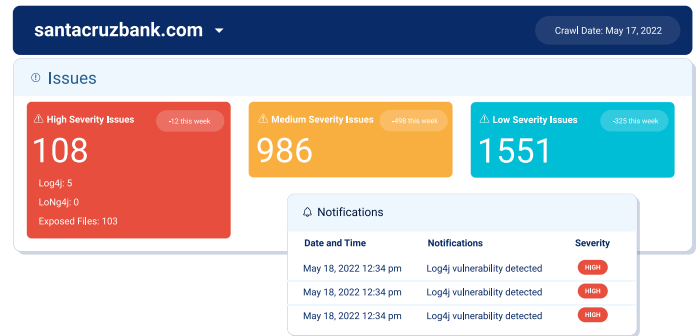 santacruzbank.com
Crawl Date: May 17, 2022
Issues
High Severity Issues
-12 this week
108
Log4j: 5
LoNg4j: 0
Exposed Files: 103
Medium Severity Issues
-498 this week
986
Low Severity Issues
-325 this week
1551
Notifications
Date and Time Notifications Severity
May 18, 2022 12:34 pm Log4j vulnerability detected HIGH
May 18, 2022 12:34 pm Log4j vulnerability detected HIGH
May 18, 2022 12:34 pm Log4j vulnerability detected HIGH